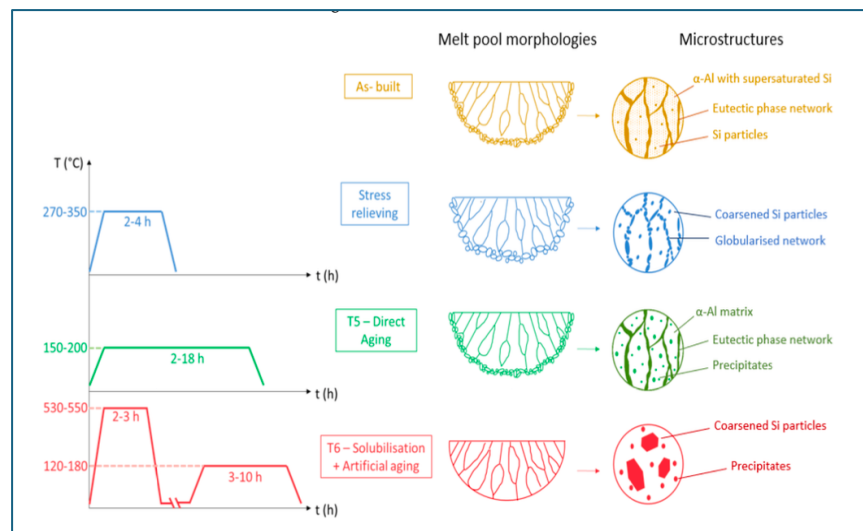 Melt pool morphologies
Microstructures
As- built
α-Al with supersaturated Si
Eutectic phase network
Si particles
T (°C)
270-350
2-4 h
t (h)
Stress
relieving
Coarsened Si particles
Globularised network
150-200
2-18 h
t (h)
T5 – Direct
Aging
α-Al matrix
Eutectic phase network
Precipitates
530-550
2-3 h
120-180
3-10 h
t (h)
T6 – Solubilisation
+ Artificial aging
Coarsened Si particles
Precipitates